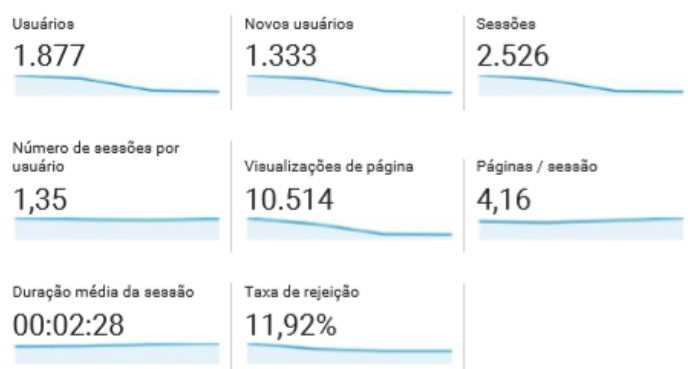 Usuários
1.877
Novos usuários
1.333
Sessões
2.526
Número de sessões por
usuário
1,35
Visualizações de página
10.514
Páginas / sessão
4,16
Duração média da sessão
00:02:28
Taxa de rejeição
11,92%